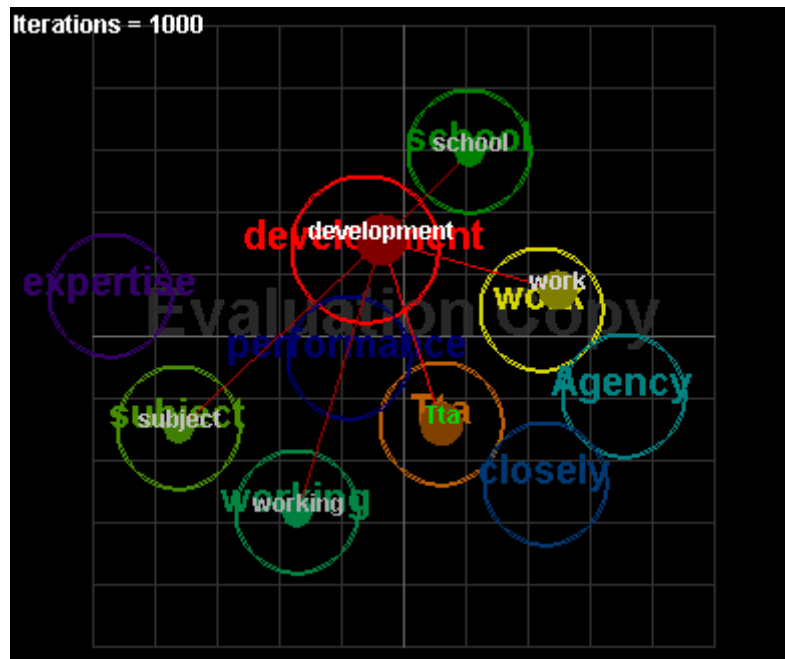 Iterations = 1000
school
school
development
development
expertise
work
work
Evaluation Copy
performance
Agency
subject
subject
Tta
Tta
closely
working
working